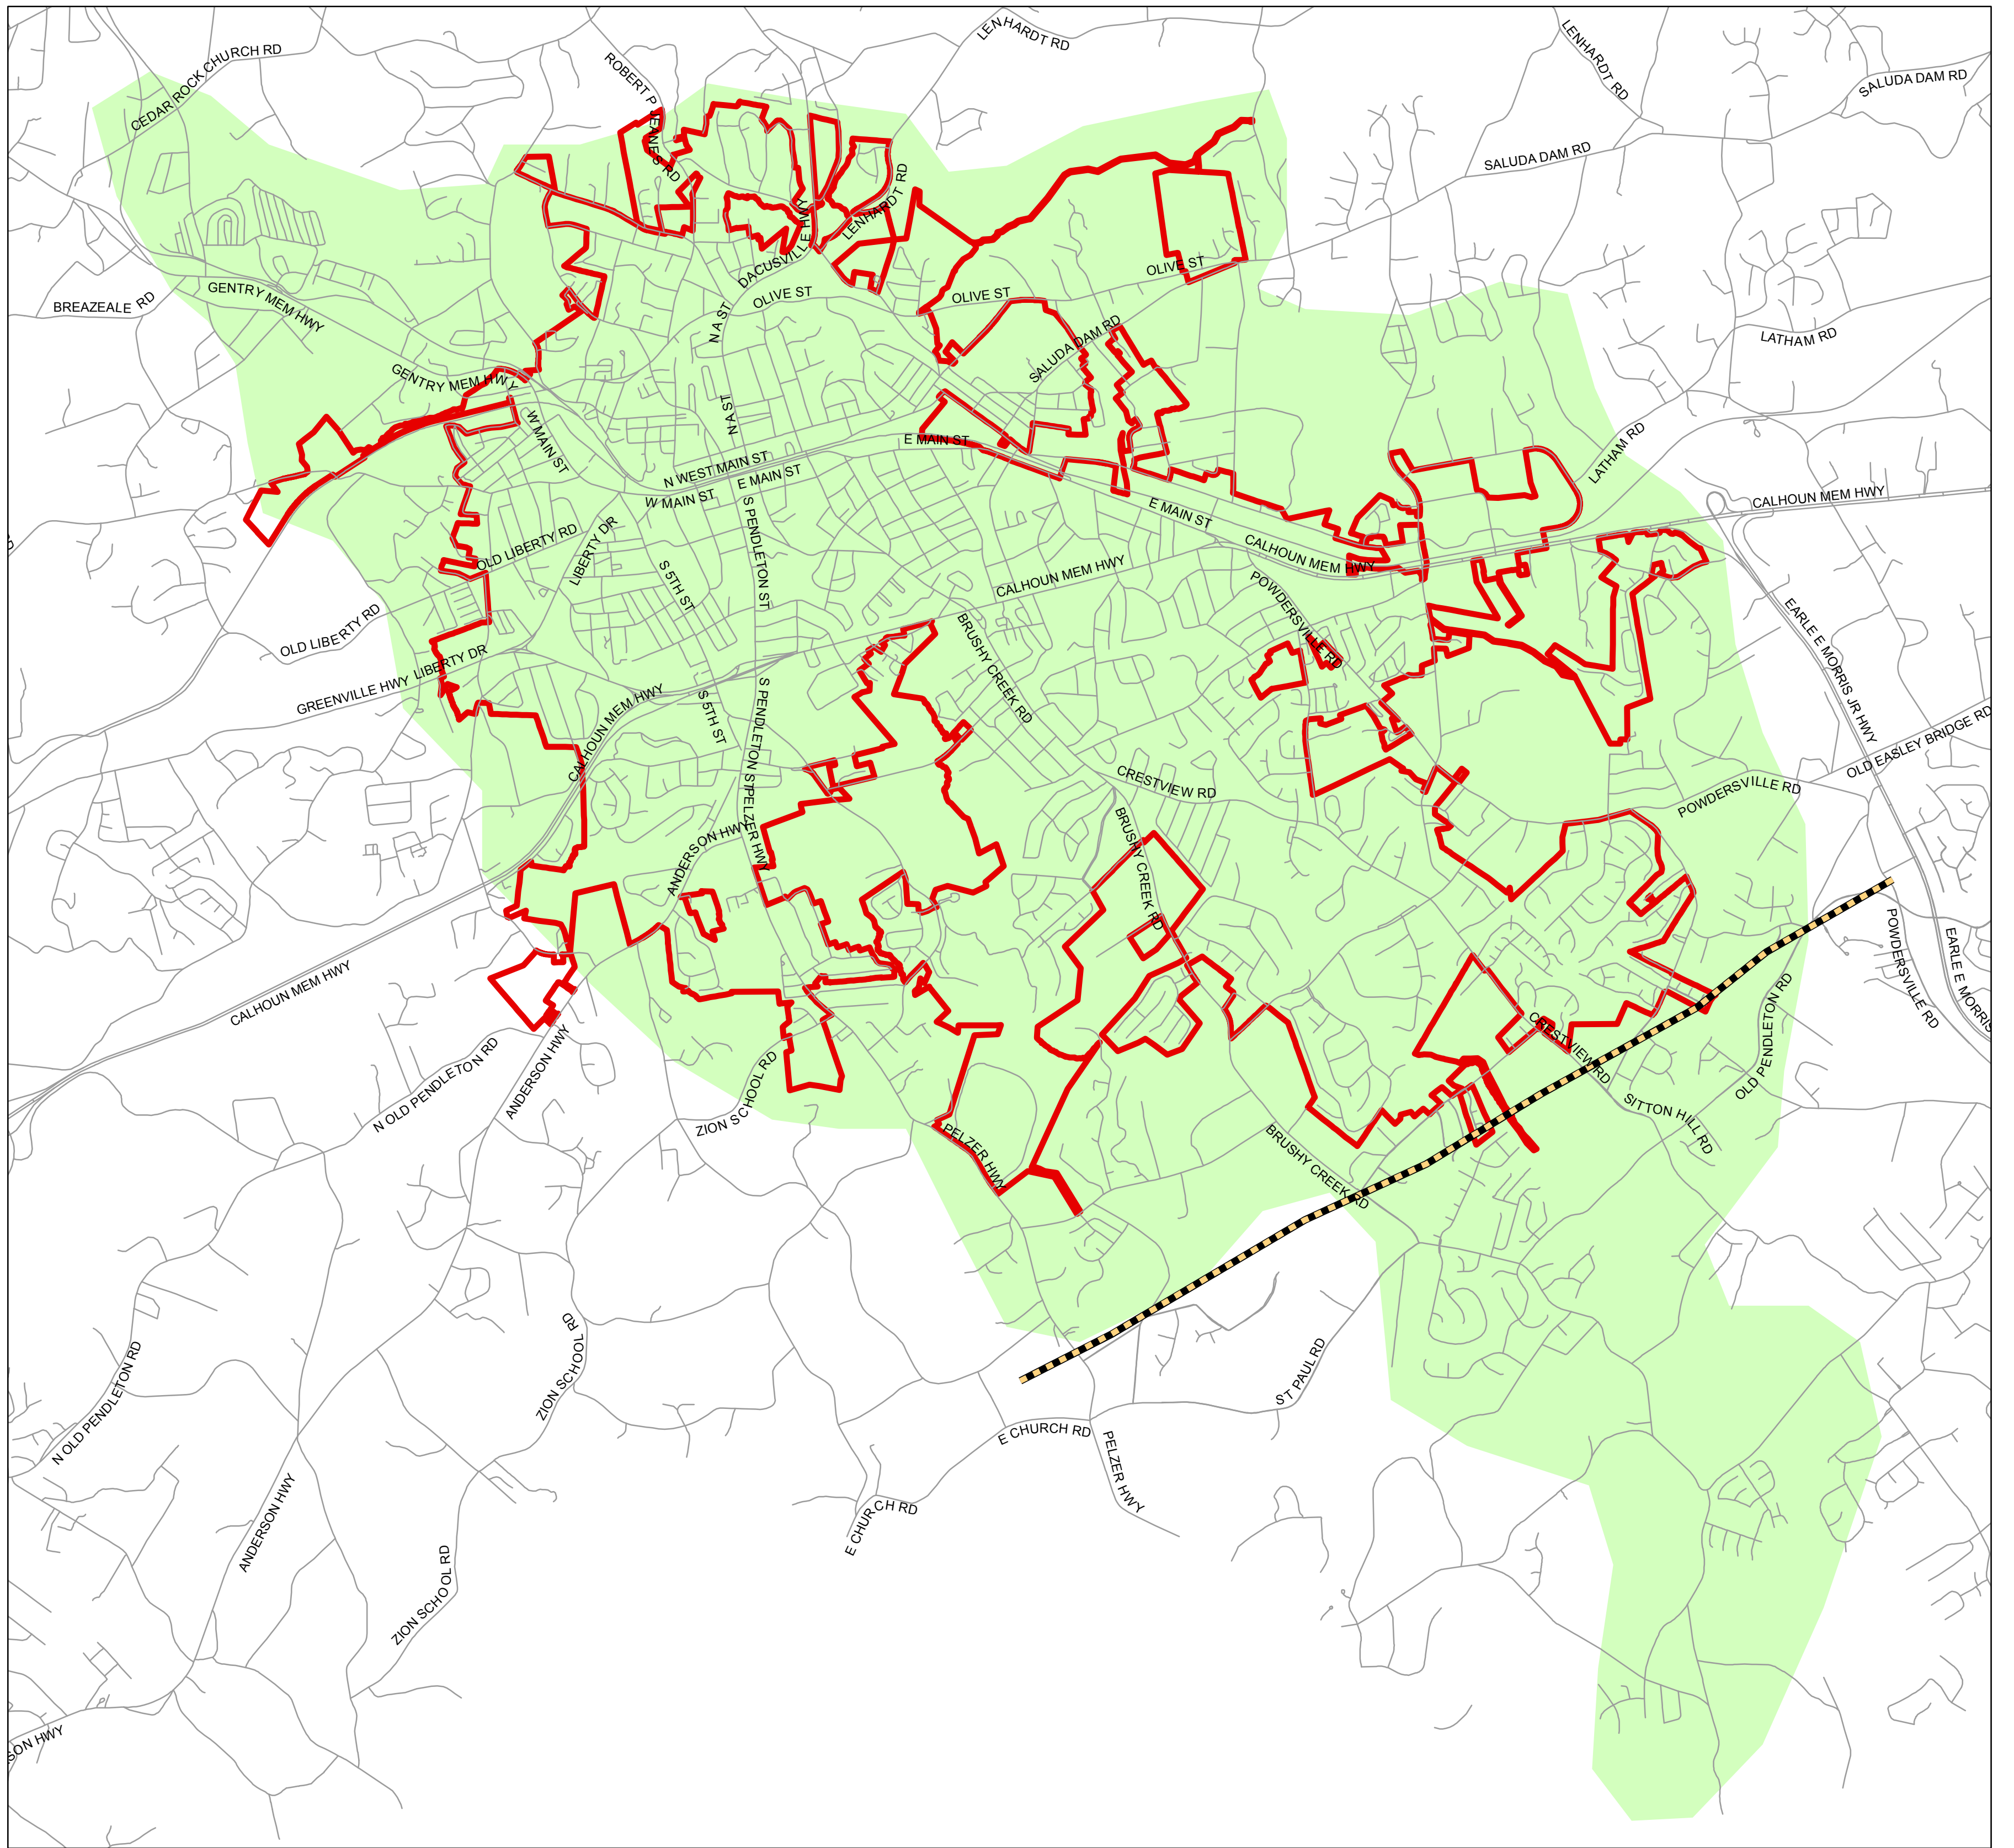 LENHARDT RD
LENHARDT RD
CEDAR ROCK CHURCH RD
ROBERT P JEANES RD
SALUDA DAM RD
SALUDA DAM RD
LENHARDT RD
DACUSVILLE HWY
OLIVE ST
OLIVE ST
OLIVE ST
BREAZEALE RD
GENTRY MEM HWY
N A ST
SALUDA DAM RD
LATHAM RD
GENTRY MEM HWY
N A ST
W MAIN ST
E MAIN ST
N WEST MAIN ST
E MAIN ST
W MAIN ST
LATHAM RD
CALHOUN MEM HWY
E MAIN ST
S PENDLETON ST
OLD LIBERTY RD
LIBERTY DR
S 5TH ST
CALHOUN MEM HWY
CALHOUN MEM HWY
POWDERSVILLE RD
OLD LIBERTY RD
BRUSHY CREEK RD
EARLE E MORRIS JR HWY
GREENVILLE HWY
LIBERTY DR
CALHOUN MEM HWY
S 5TH ST
S PENDLETON ST
OLD EASLEY BRIDGE RD
CRESTVIEW RD
POWDERSVILLE RD
PELZER HWY
ANDERSON HWY
BRUSHY CREEK RD
POWDERSVILLE RD
EARLE E MORRIS
CALHOUN MEM HWY
OLD PENDLETON RD
CRESTVIEW RD
N OLD PENDLETON RD
ANDERSON HWY
ZION SCHOOL RD
SITTON HILL RD
PELZER HWY
BRUSHY CREEK RD
ZION SCHOOL RD
N OLD PENDLETON RD
ST PAUL RD
E CHURCH RD
PELZER HWY
ANDERSON HWY
E CHURCH RD
ZION SCHOOL RD
SON HWY